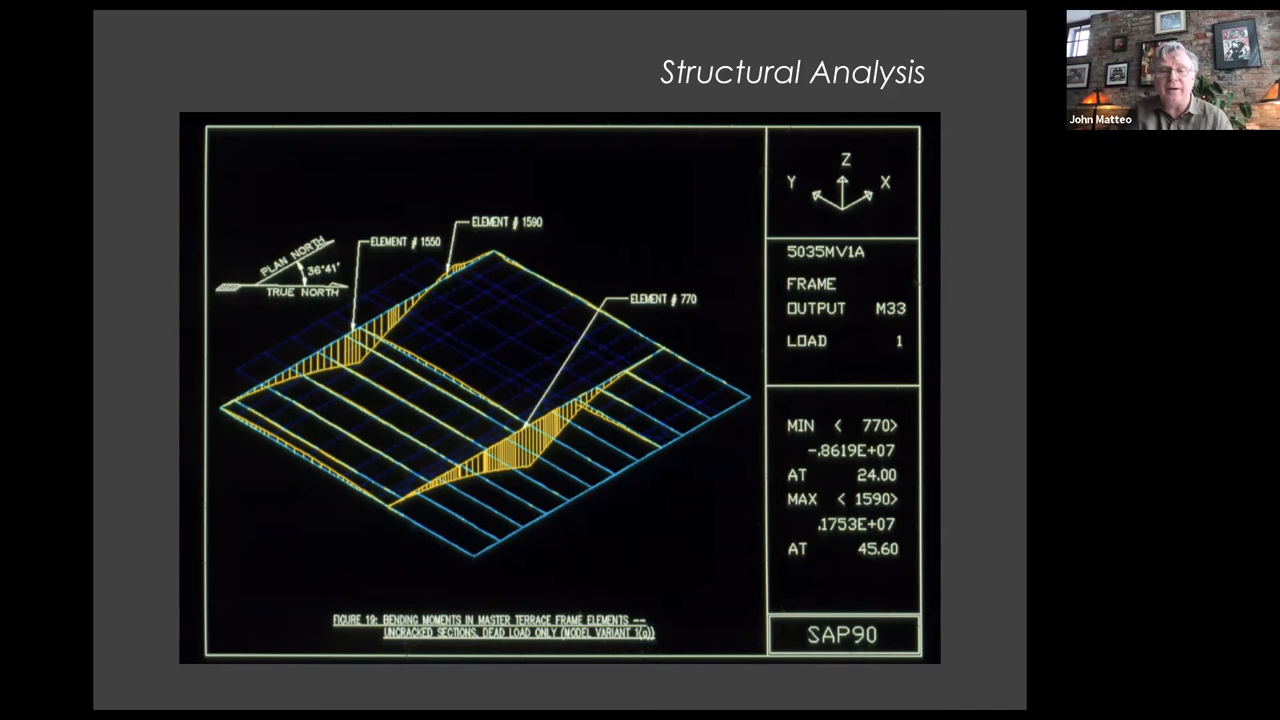 Structural Analysis
John Matteo
ELEMENT # 1590
ELEMENT # 1550
PLAN NORTH
36°41'
TRUE NORTH
ELEMENT # 770
Z
Y
X
5035MV1A
FRAME
OUTPUT M33
LOAD 1
MIN < 770>
-.8619E+07
AT 24.00
MAX < 1590>
.1753E+07
AT 45.60
SAP90
FIGURE 19: BENDING MOMENTS IN MASTER TERRACE FRAME ELEMENTS --
UNCRACKED SECTIONS, DEAD LOAD ONLY (MODEL VARIANT 1(a))